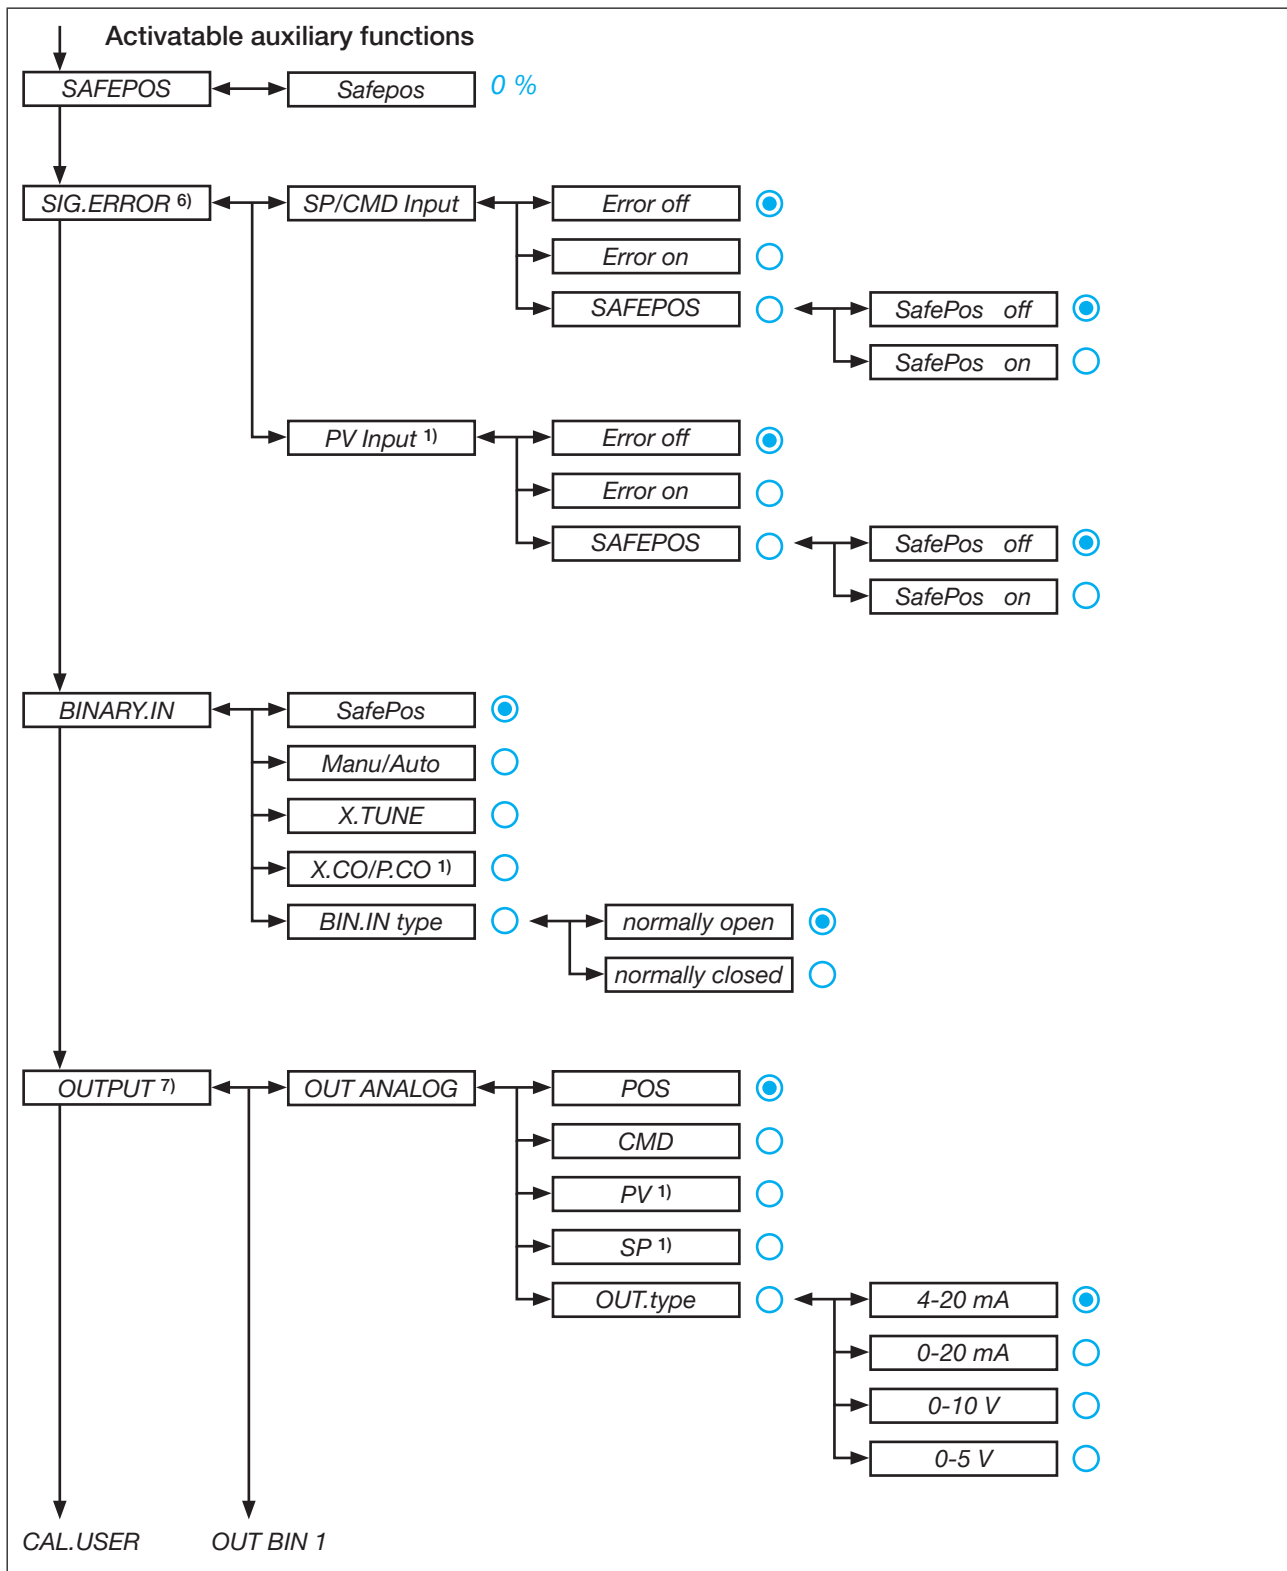 Activatable auxiliary functions
SAFEPOS Safepos 0 %
SIG.ERROR 6) SP/CMD Input Error off
Error on
SAFEPOS SafePos off
SafePos on
PV Input 1) Error off
Error on
SAFEPOS SafePos off
SafePos on
BINARY.IN SafePos
Manu/Auto
X.TUNE
X.CO/P.CO 1)
BIN.IN type normally open
normally closed
OUTPUT 7) OUT ANALOG POS
CMD
PV 1)
SP 1)
OUT.type 4-20 mA
0-20 mA
0-10 V
0-5 V
CAL.USER OUT BIN 1